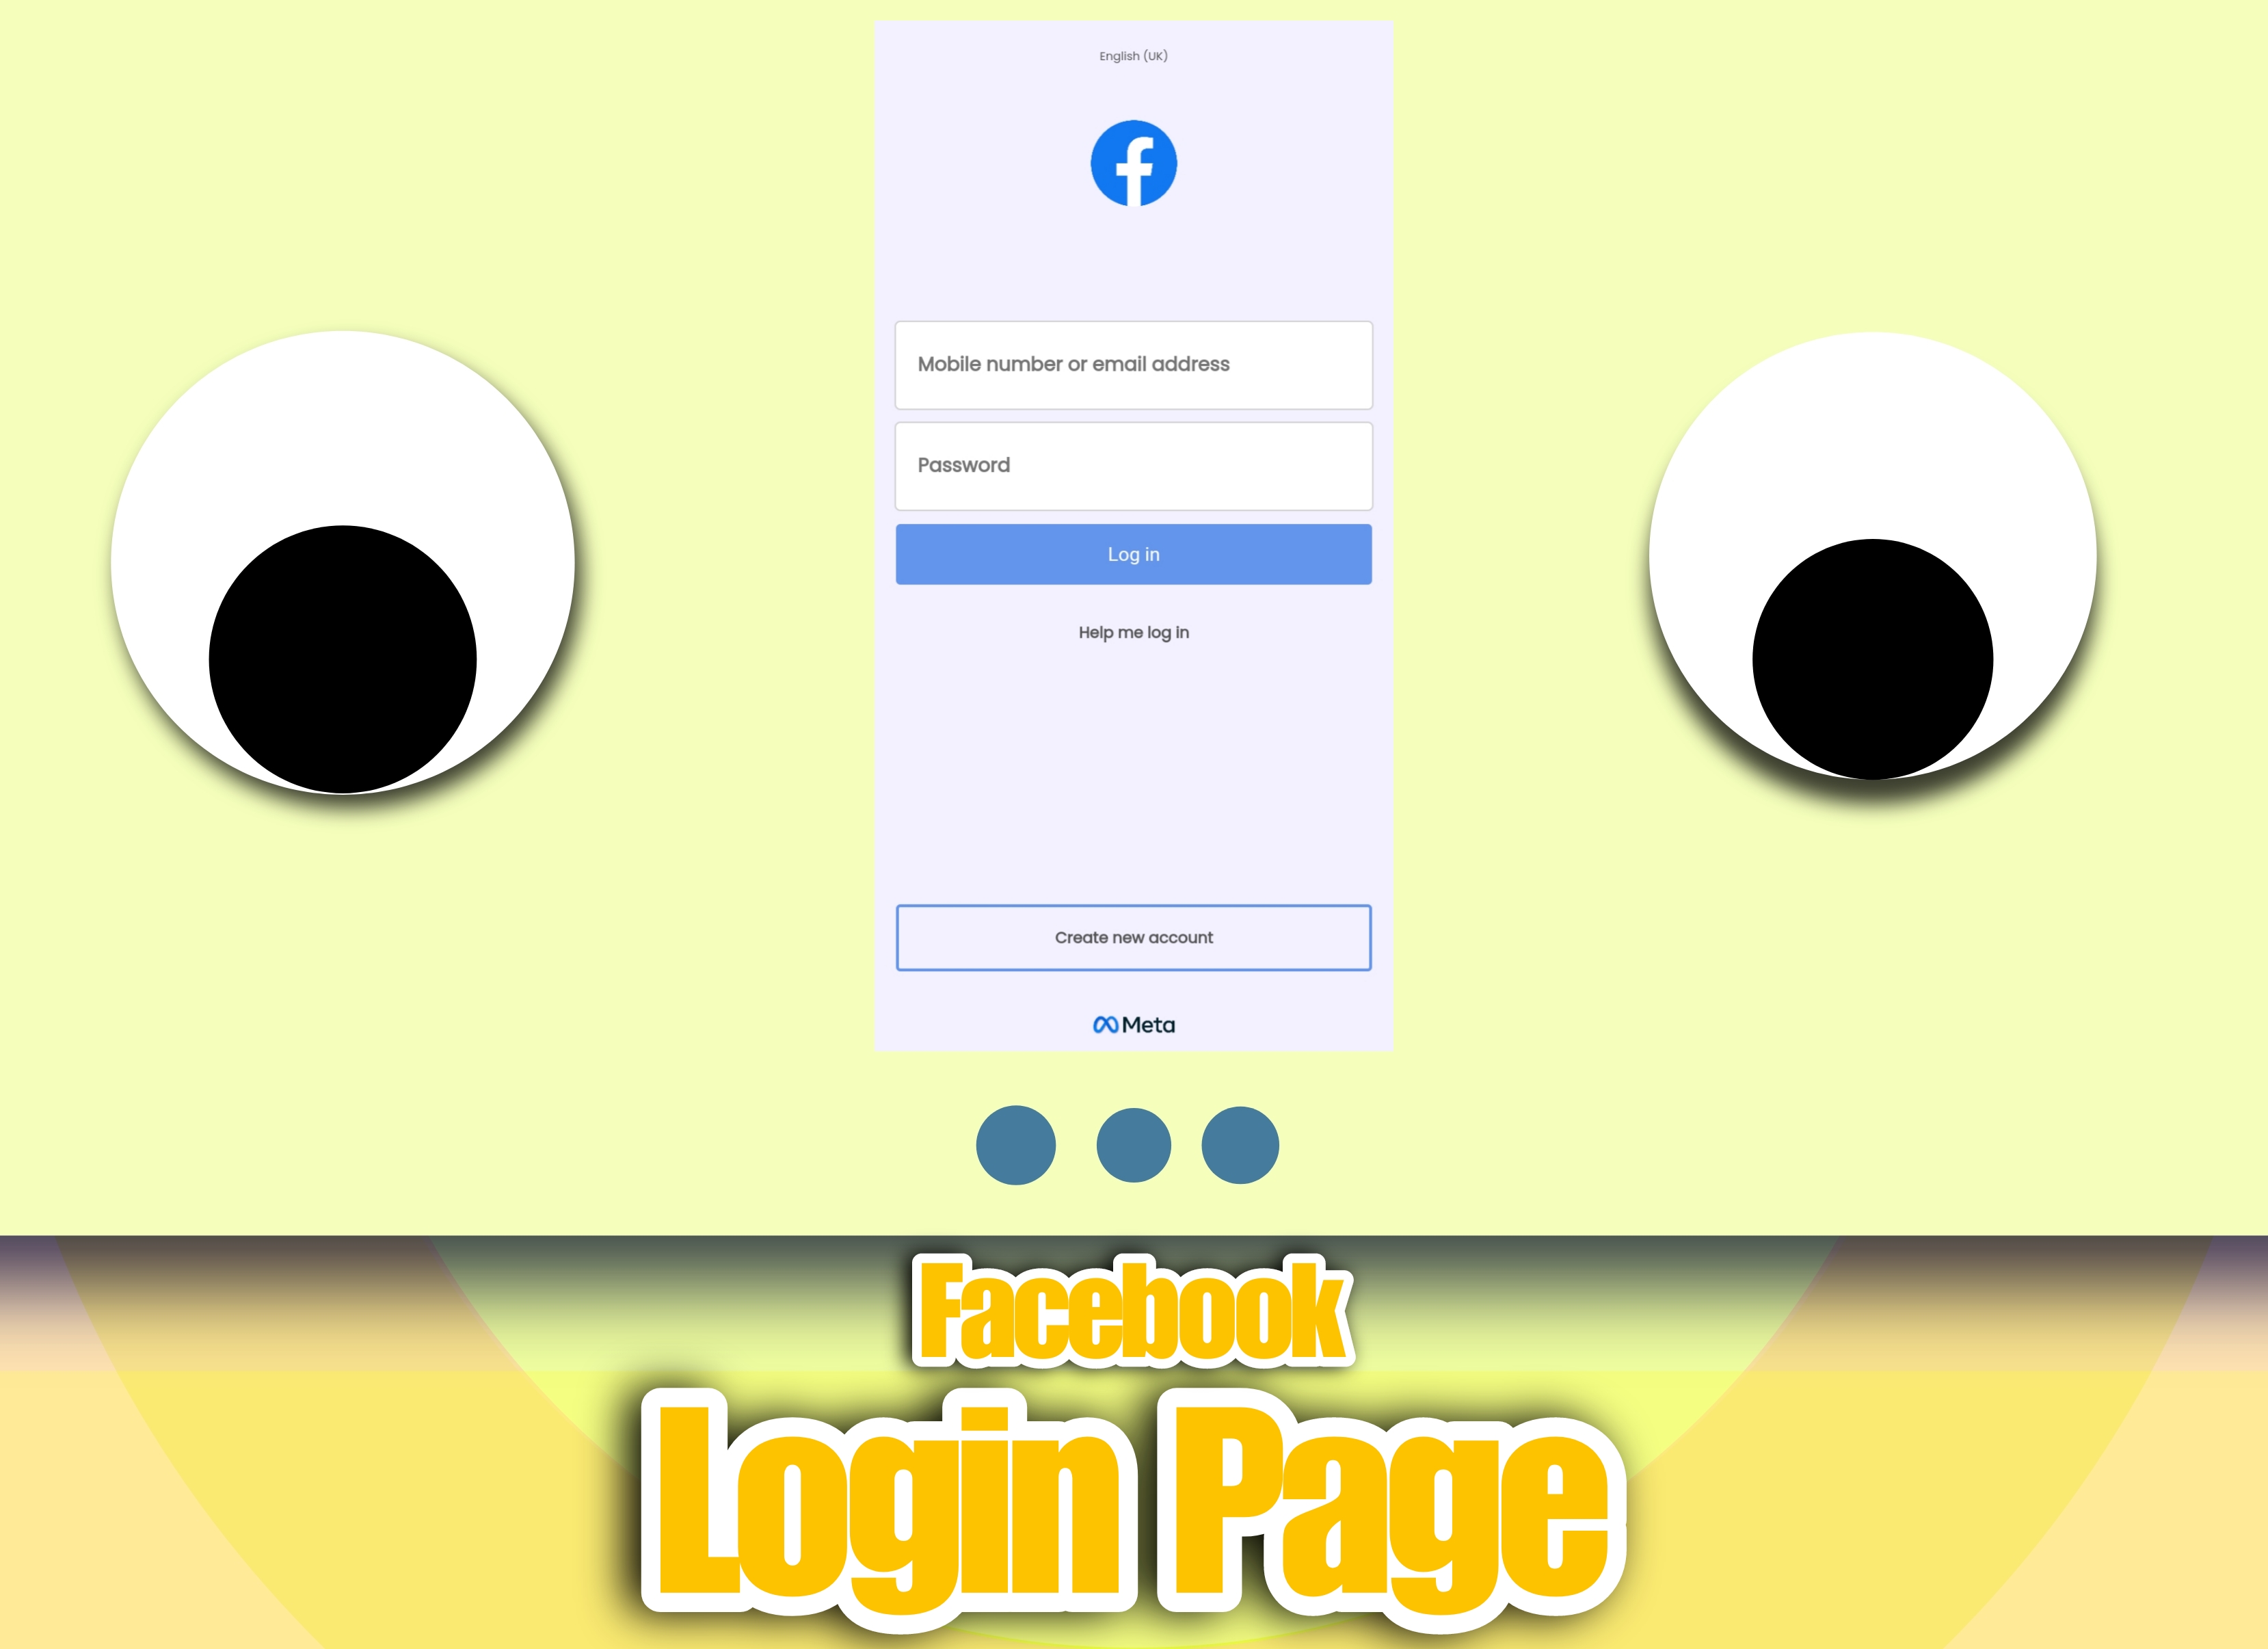 English (UK)
Mobile number or email address
Password
Log in
Help me log in
Create new account
Meta
Facebook
Login Page